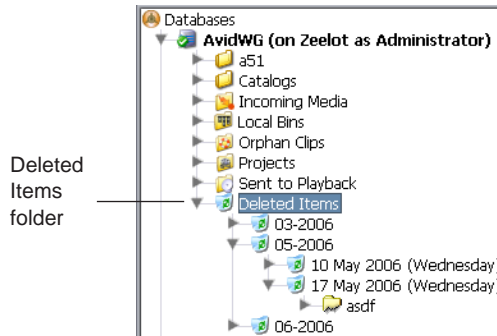 Databases
AvidWG (on Zeelot as Administrator)
a51
Catalogs
Incoming Media
Local Bins
Orphan Clips
Projects
Sent to Playback
Deleted Items
03-2006
05-2006
10 May 2006 (Wednesday)
17 May 2006 (Wednesday)
asdf
06-2006
Deleted
Items
folder